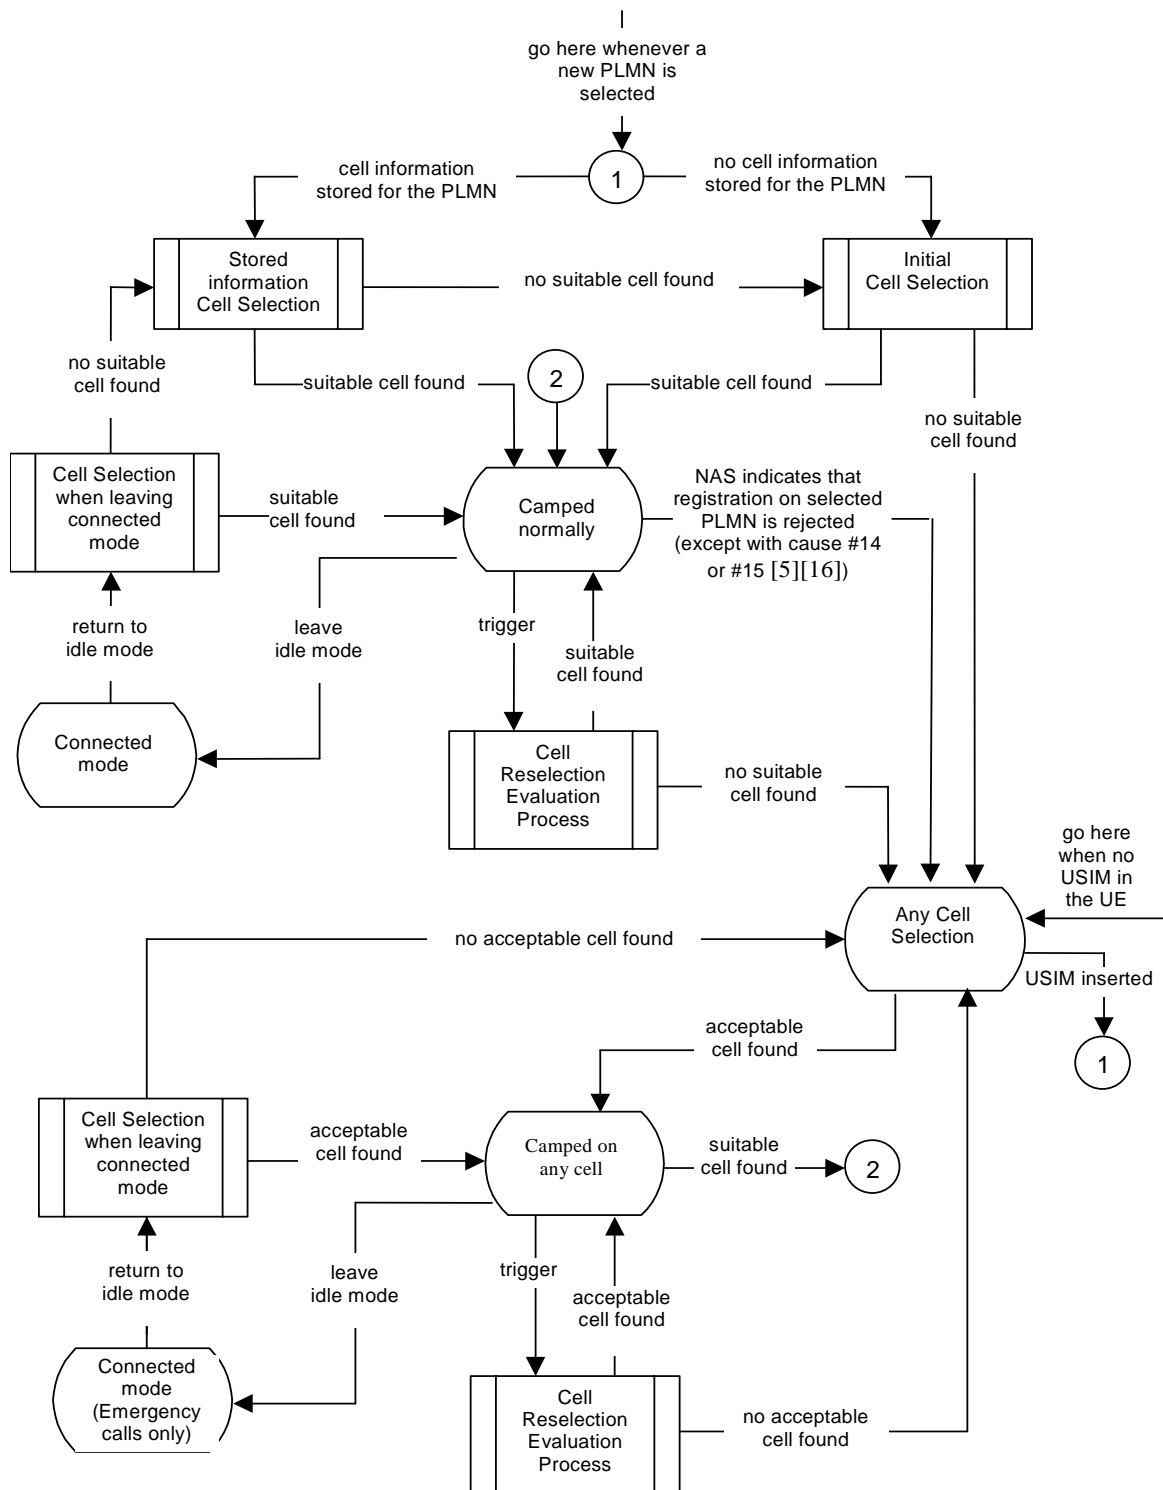 go here whenever a
new PLMN is
selected
1
cell information
stored for the PLMN
no cell information
stored for the PLMN
Stored
information
Cell Selection
no suitable cell found
Initial
Cell Selection
no suitable
cell found
suitable cell found
2
suitable cell found
no suitable
cell found
Cell Selection
when leaving
connected
mode
suitable
cell found
Camped
normally
NAS indicates that
registration on selected
PLMN is rejected
(except with cause #14
or #15 [5][16])
return to
idle mode
leave
idle mode
trigger
suitable
cell found
Connected
mode
Cell
Reselection
Evaluation
Process
no suitable
cell found
go here
when no
USIM in
the UE
Any Cell
Selection
no acceptable cell found
USIM inserted
1
acceptable
cell found
Cell Selection
when leaving
connected
mode
acceptable
cell found
Camped on
any cell
suitable
cell found
2
return to
idle mode
leave
idle mode
trigger
acceptable
cell found
Connected
mode
(Emergency
calls only)
Cell
Reselection
Evaluation
Process
no acceptable
cell found